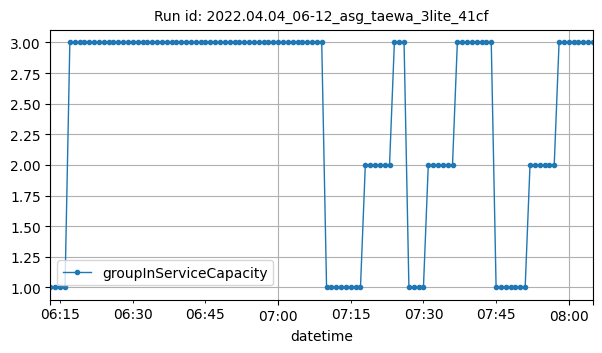 Run id: 2022.04.04_06-12_asg_taewa_3lite_41cf
3.00
2.75
2.50
2.25
2.00
1.75
1.50
1.25
1.00
groupInServiceCapacity
06:15 06:30 06:45 07:00 07:15 07:30 07:45 08:00
datetime